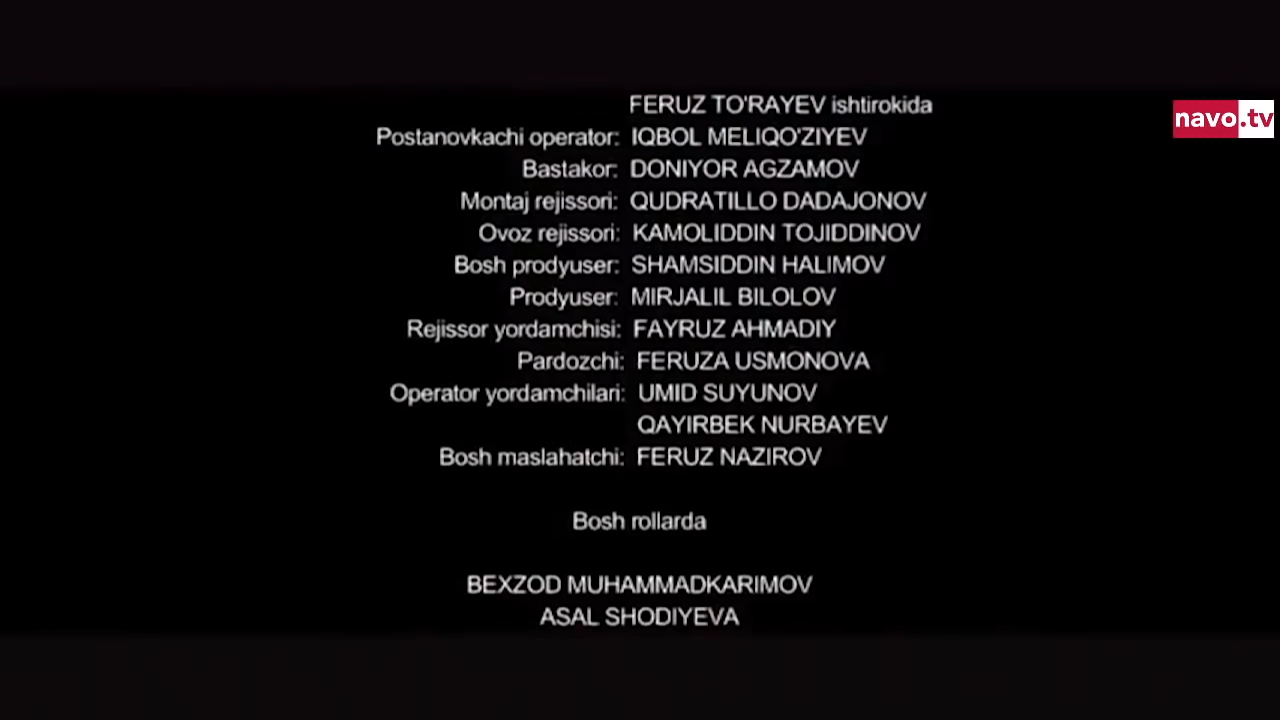 FERUZ TO'RAYEV ishtirokida
navo.tv
Postanovkachi operator: IQBOL MELIQO'ZIYEV
Bastakor: DONIYOR AGZAMOV
Montaj rejissori: QUDRATILLO DADAJONOV
Ovoz rejissori: KAMOLIDDIN TOJIDDINOV
Bosh prodyuser: SHAMSIDDIN HALIMOV
Prodyuser: MIRJALIL BILOLOV
Rejissor yordamchisi: FAYRUZ AHMADIY
Pardozchi: FERUZA USMONOVA
Operator yordamchilari: UMID SUYUNOV
QAYIRBEK NURBAYEV
Bosh maslahatchi: FERUZ NAZIROV
Bosh rollarda
BEXZOD MUHAMMADKARIMOV
ASAL SHODIYEVA